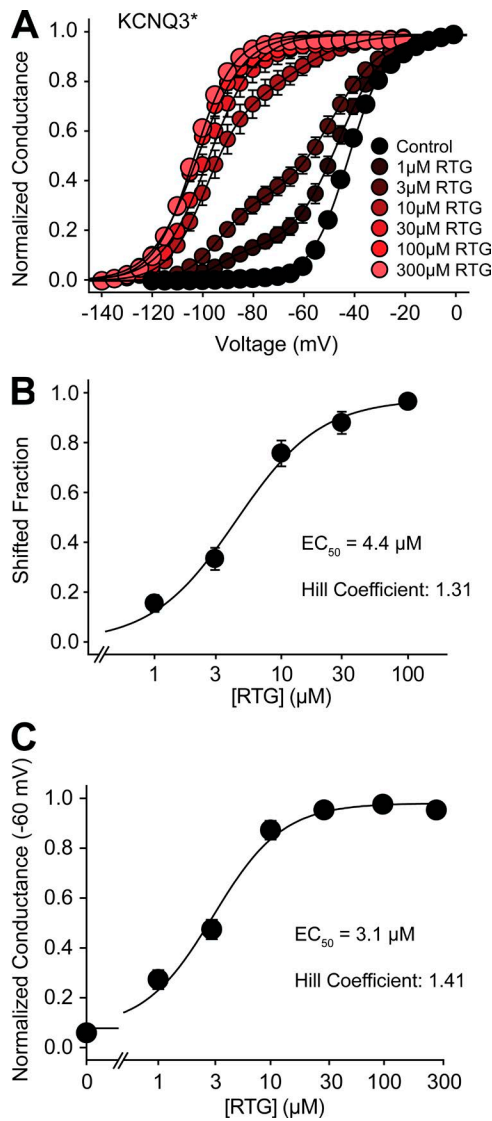 A
KCNQ3*
Normalized Conductance
1.0
0.8
0.6
0.4
0.2
0.0
Control
1µM RTG
3µM RTG
10µM RTG
30µM RTG
100µM RTG
300µM RTG
-140 -120 -100 -80 -60 -40 -20 0
Voltage (mV)
B
Shifted Fraction
1.0
0.8
0.6
0.4
0.2
0.0
EC50 = 4.4 µM
Hill Coefficient: 1.31
1 3 10 30 100
[RTG] (µM)
C
Normalized Conductance (-60 mV)
1.0
0.8
0.6
0.4
0.2
0.0
EC50 = 3.1 µM
Hill Coefficient: 1.41
0 1 3 10 30 100 300
[RTG] (µM)